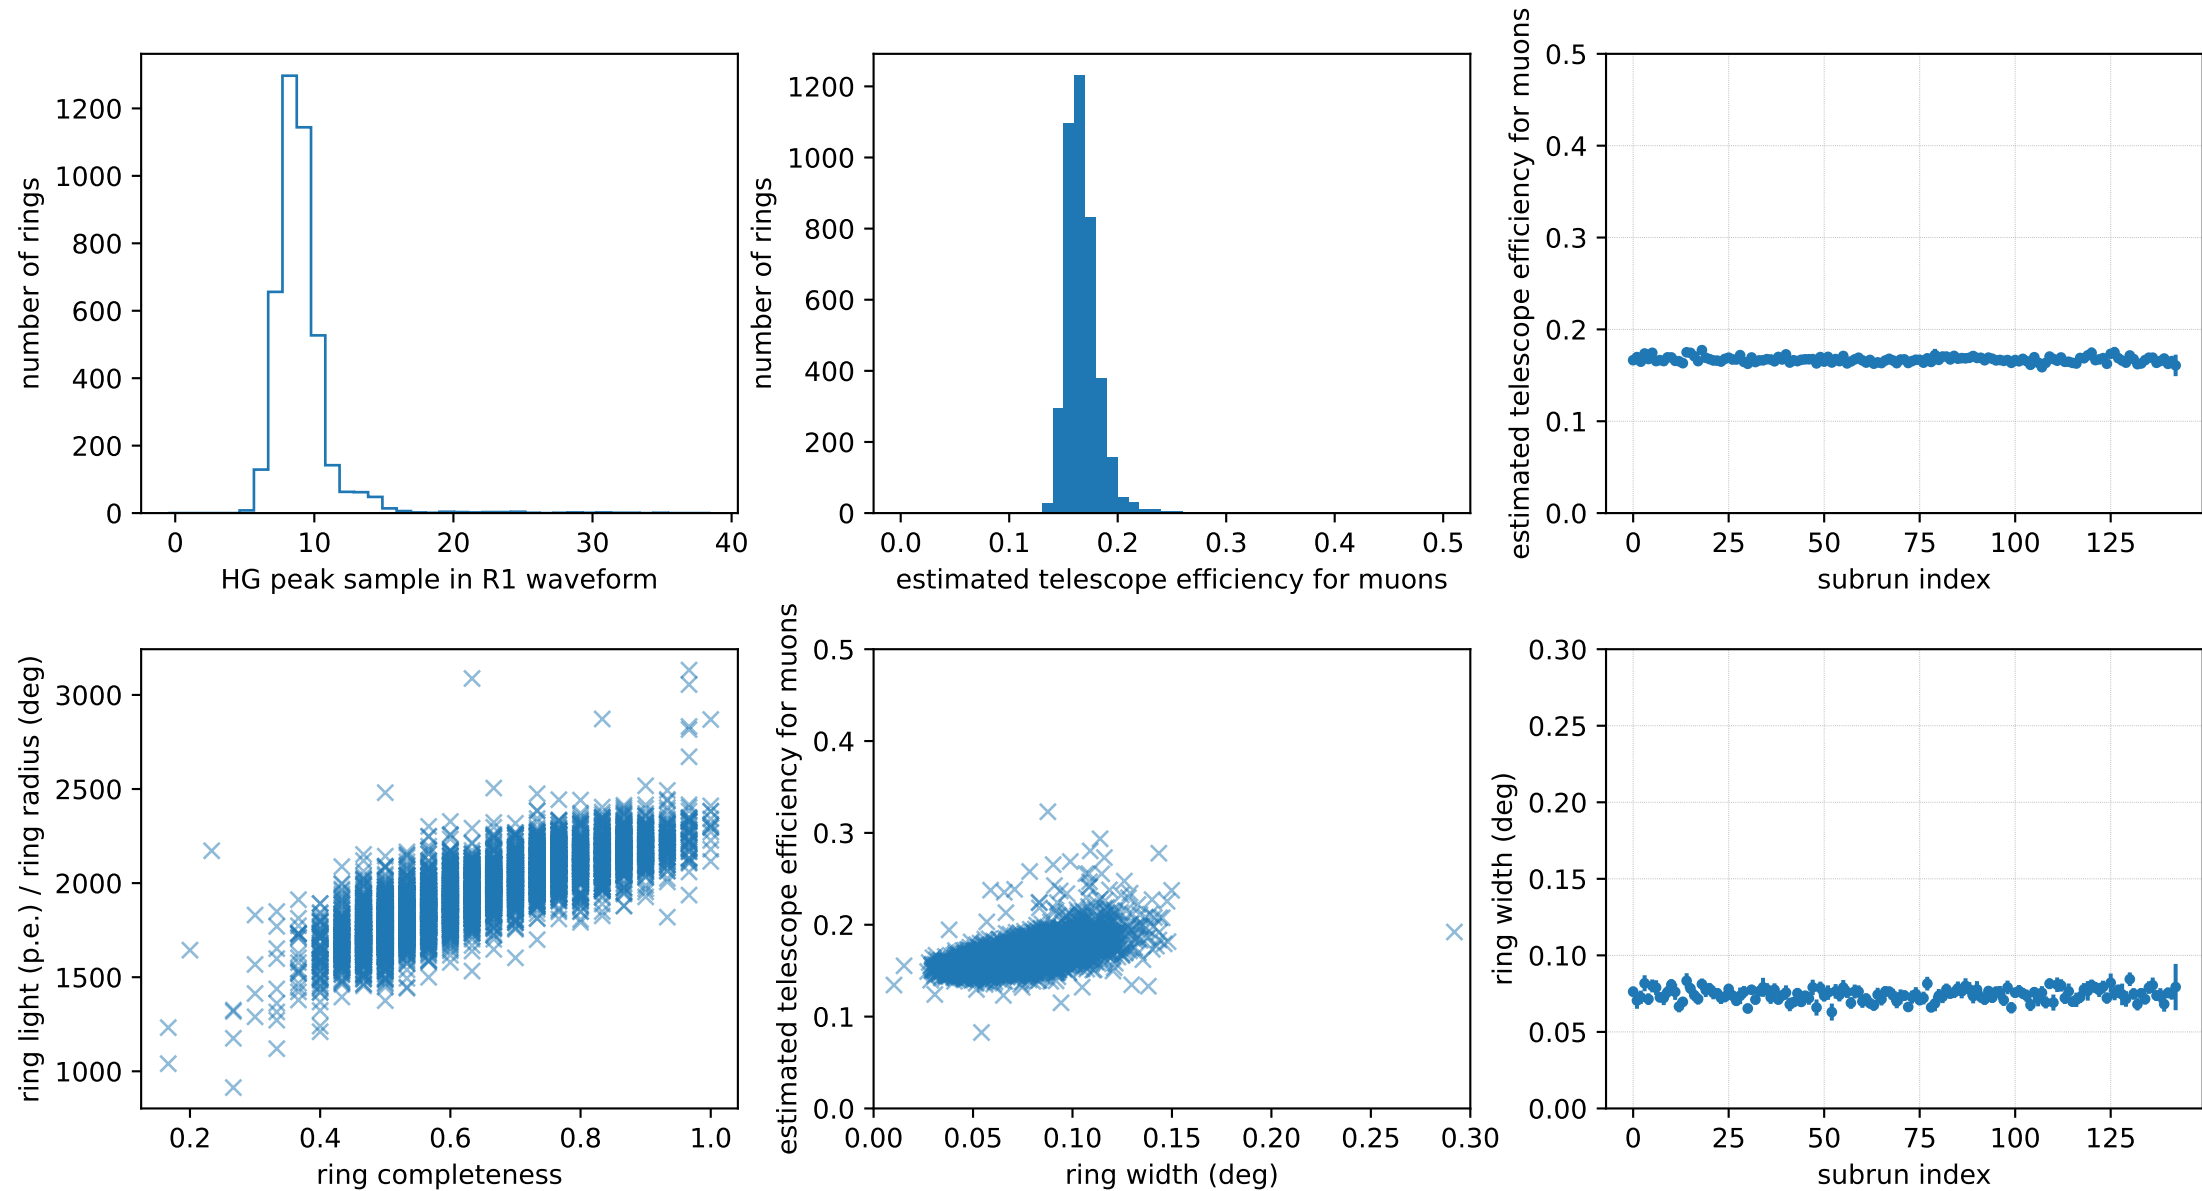 number of rings
1200
1000
800
600
400
200
0
0 10 20 30 40
HG peak sample in R1 waveform
number of rings
1200
1000
800
600
400
200
0
0.0 0.1 0.2 0.3 0.4 0.5
estimated telescope efficiency for muons
estimated telescope efficiency for muons
0.5
0.4
0.3
0.2
0.1
0.0
0 25 50 75 100 125
subrun index
ring light (p.e.) / ring radius (deg)
3000
2500
2000
1500
1000
0.2 0.4 0.6 0.8 1.0
ring completeness
estimated telescope efficiency for muons
0.5
0.4
0.3
0.2
0.1
0.0
0.00 0.05 0.10 0.15 0.20 0.25 0.30
ring width (deg)
ring width (deg)
0.30
0.25
0.20
0.15
0.10
0.05
0.00
0 25 50 75 100 125
subrun index